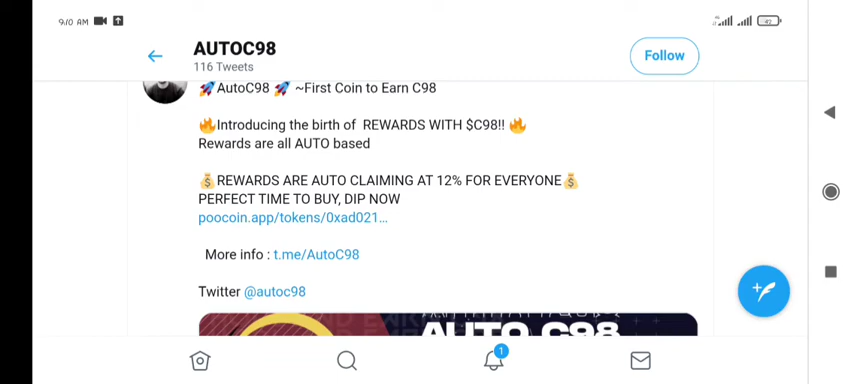 9:10 AM
49
AUTOC98
116 Tweets
Follow
🚀AutoC98 🚀 ~First Coin to Earn C98
🔥Introducing the birth of REWARDS WITH $C98!! 🔥
Rewards are all AUTO based
💰REWARDS ARE AUTO CLAIMING AT 12% FOR EVERYONE💰
PERFECT TIME TO BUY, DIP NOW
poocoin.app/tokens/0xad021…
More info : t.me/AutoC98
Twitter @autoc98
AUTO C98
1